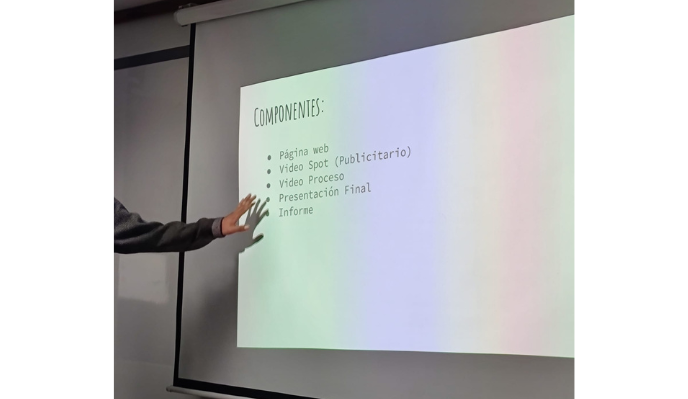 COMPONENTES:
● Página web
● Video Spot (Publicitario)
● Video Proceso
● Presentación Final
● Informe